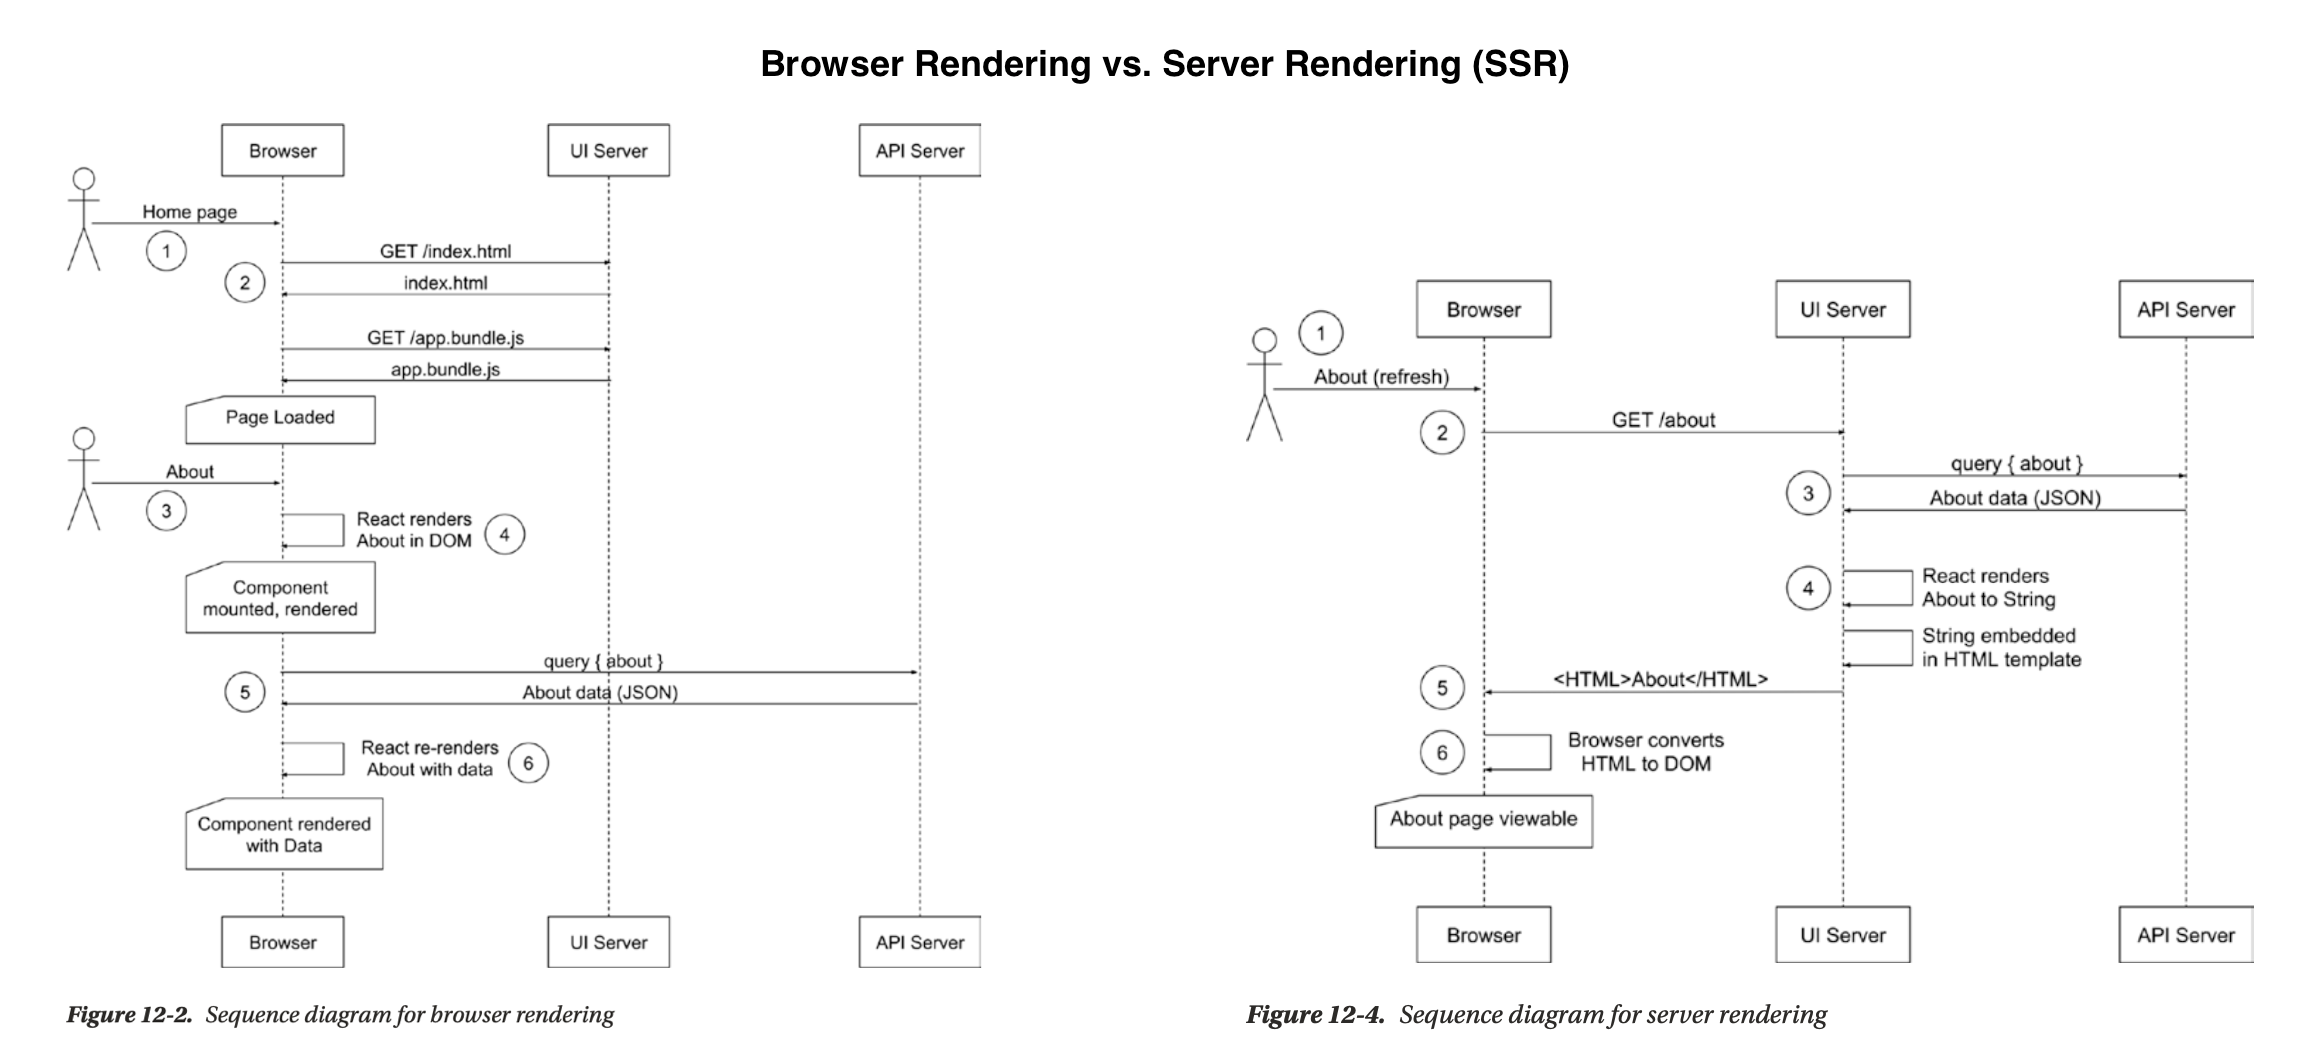 Browser Rendering vs. Server Rendering (SSR)
Browser
UI Server
API Server
Home page
1
GET /index.html
2
index.html
GET /app.bundle.js
app.bundle.js
Page Loaded
About
3
React renders
About in DOM
4
Component
mounted, rendered
query { about }
5
About data (JSON)
React re-renders
About with data
6
Component rendered
with Data
Browser
UI Server
API Server
Figure 12-2. Sequence diagram for browser rendering
Browser
UI Server
API Server
1
About (refresh)
2
GET /about
query { about }
3
About data (JSON)
4
React renders
About to String
String embedded
in HTML template
5
<HTML>About</HTML>
6
Browser converts
HTML to DOM
About page viewable
Browser
UI Server
API Server
Figure 12-4. Sequence diagram for server rendering